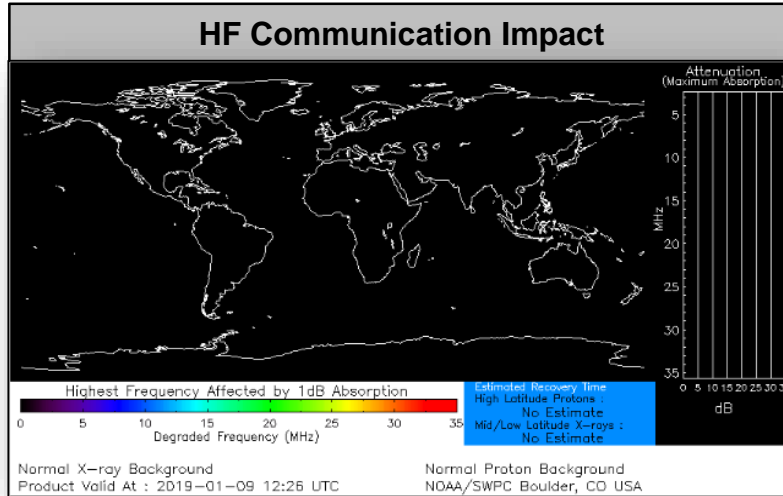 HF Communication Impact
Attenuation
(Maximum Absorption)
5
10
15
20
25
30
35
MHz
0 5 10 15 20 25 30 3
dB
Highest Frequency Affected by 1dB Absorption
0 5 10 15 20 25 30 35
Degraded Frequency (MHz)
Estimated Recovery Time
High Latitude Protons :
No Estimate
Mid/Low Latitude X-rays :
No Estimate
Normal X-ray Background
Normal Proton Background
Product Valid At : 2019-01-09 12:26 UTC
NOAA/SWPC Boulder, CO USA